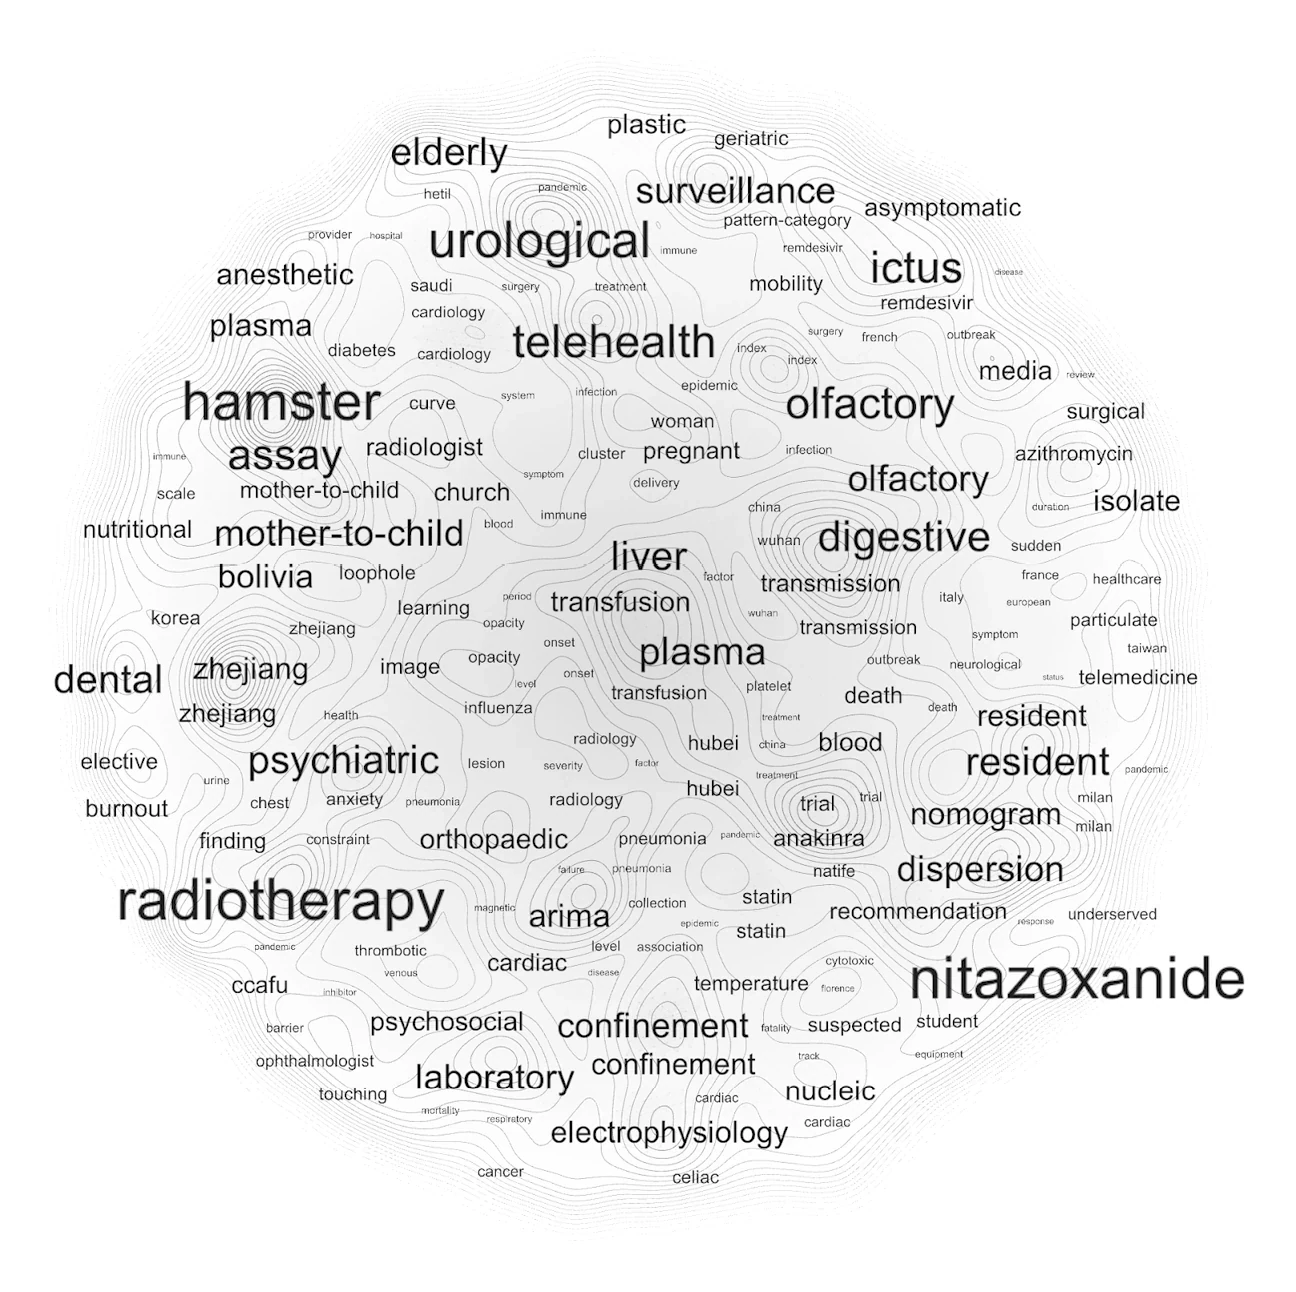 plastic
geriatric
elderly
hetil
pandemic
surveillance
asymptomatic
pattern-category
provider
hospital
urological
immune
remdesivir
ictus
disease
anesthetic
saudi
surgery
treatment
mobility
remdesivir
cardiology
plasma
telehealth
surgery
french
outbreak
diabetes
cardiology
index
index
media
review
hamster
curve
system
infection
epidemic
olfactory
surgical
woman
assay
radiologist
cluster
pregnant
infection
azithromycin
immune
symptom
olfactory
scale
mother-to-child
church
delivery
isolate
china
duration
nutritional
mother-to-child
blood
immune
wuhan
digestive
sudden
liver
bolivia
loophole
factor
transmission
france
healthcare
period
transfusion
italy
european
learning
korea
opacity
wuhan
particulate
zhejiang
transmission
symptom
onset
plasma
taiwan
dental
zhejiang
image
opacity
outbreak
neurological
onset
status
telemedicine
level
transfusion
platelet
death
zhejiang
health
influenza
death
resident
treatment
radiology
hubei
china
blood
elective
psychiatric
lesion
severity
factor
resident
pandemic
urine
treatment
hubei
burnout
chest
anxiety
pneumonia
radiology
trial
trial
milan
nomogram
milan
finding
constraint
orthopaedic
pneumonia
pandemic
anakinra
failure
pneumonia
natife
dispersion
radiotherapy
magnetic
arima
collection
statin
recommendation
response
underserved
epidemic
statin
pandemic
thrombotic
level
association
cardiac
venous
disease
cytotoxic
nitazoxanide
ccafu
inhibitor
temperature
florence
barrier
psychosocial
confinement
fatality
suspected
student
ophthalmologist
confinement
track
equipment
laboratory
touching
cardiac
nucleic
mortality
respiratory
electrophysiology
cardiac
cancer
celiac